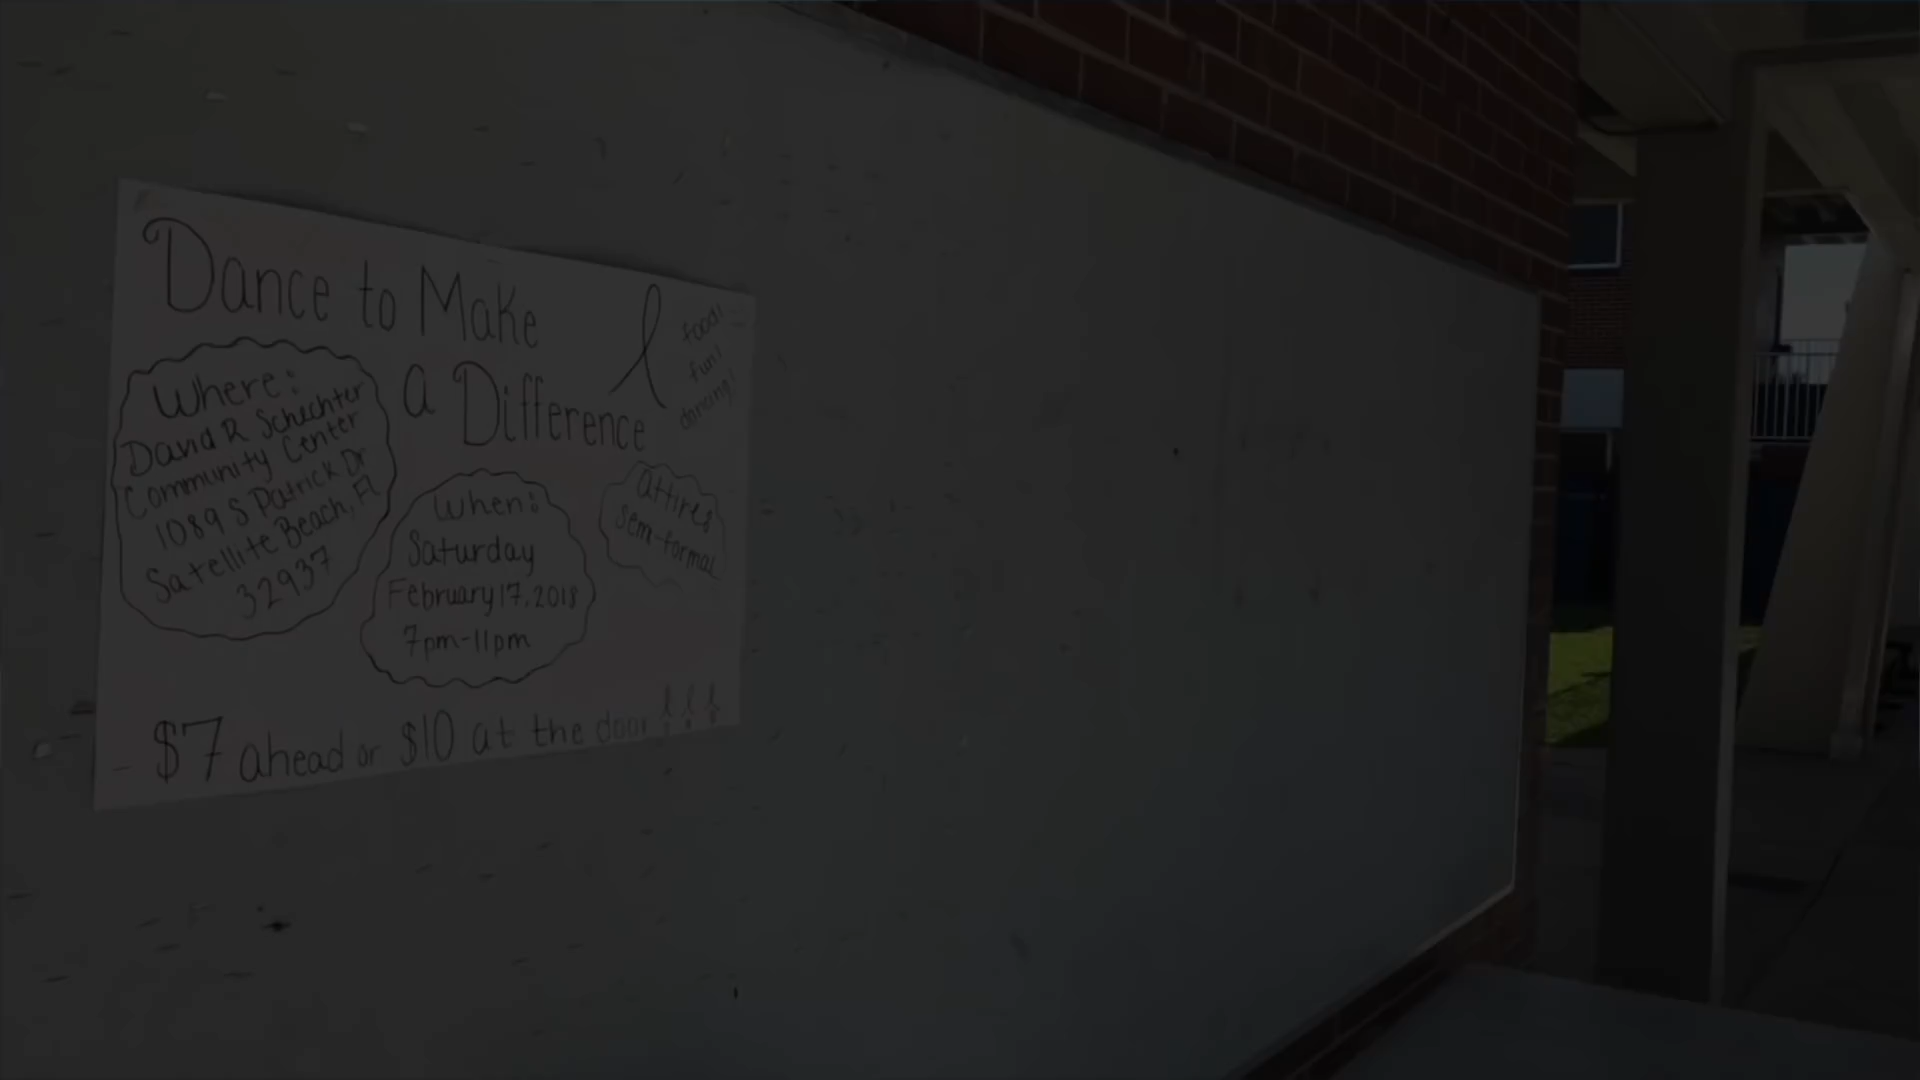 Dance to Make
a Difference
food!
fun!
dancing!
Where:
David R Schechter
Community Center
1089 S Patrick Dr
Satellite Beach, FL
32937
When:
Saturday
February 17, 2018
7pm-11pm
attire:
semi-formal
- $7 ahead or $10 at the door